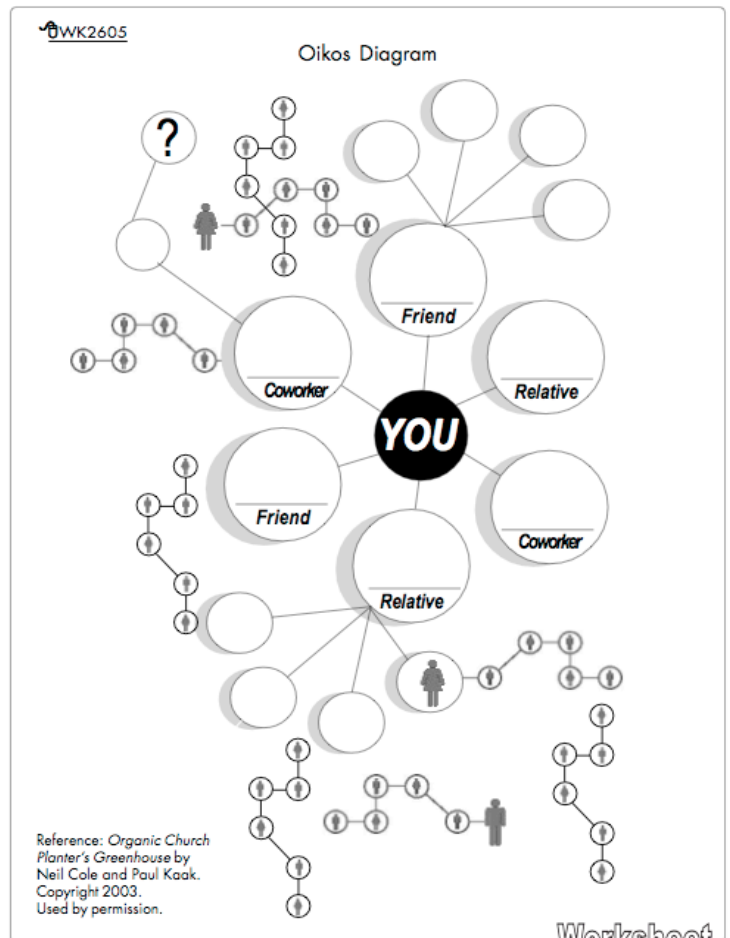 WK2605
Oikos Diagram
?
Friend
Coworker
Relative
YOU
Friend
Coworker
Relative
Reference: Organic Church
Planter's Greenhouse by
Neil Cole and Paul Kaak.
Copyright 2003.
Used by permission.
Worksheet